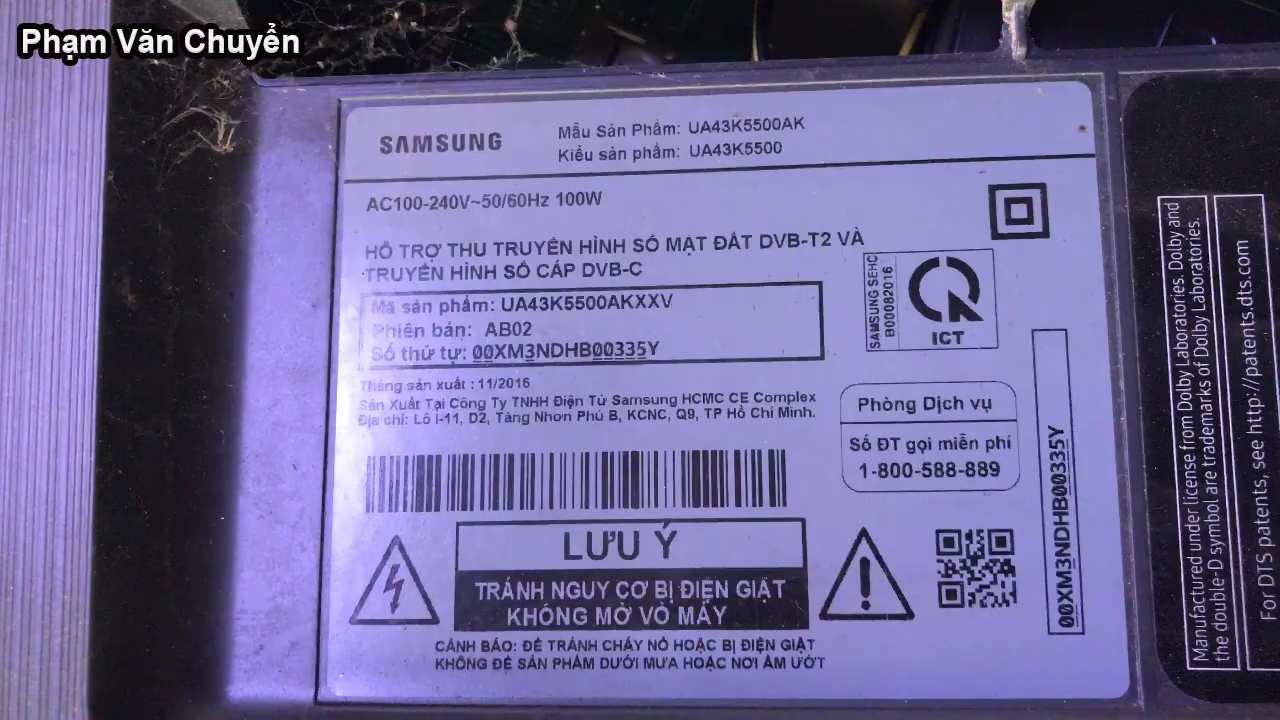 Phạm Văn Chuyển
SAMSUNG
Mẫu Sản Phẩm: UA43K5500AK
Kiểu sản phẩm: UA43K5500
AC100-240V~50/60Hz 100W
HỖ TRỢ THU TRUYỀN HÌNH SỐ MẶT ĐẤT DVB-T2 VÀ
TRUYỀN HÌNH SỐ CÁP DVB-C
Mã sản phẩm: UA43K5500AKXXV
Phiên bản: AB02
Số thứ tự: 00XM3NDHB00335Y
SAMSUNG SEHC
B00082016
ICT
Tháng sản xuất : 11/2016
Sản Xuất Tại Công Ty TNHH Điện Tử Samsung HCMC CE Complex
Địa chỉ: Lô I-11, D2, Tăng Nhơn Phú B, KCNC, Q9, TP Hồ Chí Minh.
Phòng Dịch vụ
Số ĐT gọi miễn phí
1-800-588-889
00XM3NDHB00335Y
LƯU Ý
TRÁNH NGUY CƠ BỊ ĐIỆN GIẬT
KHÔNG MỞ VỎ MÁY
CẢNH BÁO: ĐỂ TRÁNH CHÁY NỔ HOẶC BỊ ĐIỆN GIẬT
KHÔNG ĐỂ SẢN PHẨM DƯỚI MƯA HOẶC NƠI ẨM ƯỚT
Manufactured under license from Dolby Laboratories. Dolby and
the double-D symbol are trademarks of Dolby Laboratories.
For DTS patents, see http://patents.dts.com